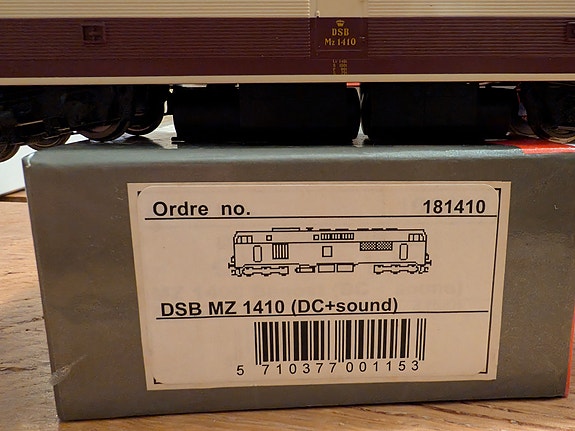 DSB
Mz 1410
Ordre no. 181410
DSB MZ 1410 (DC+sound)
5 710377 001153